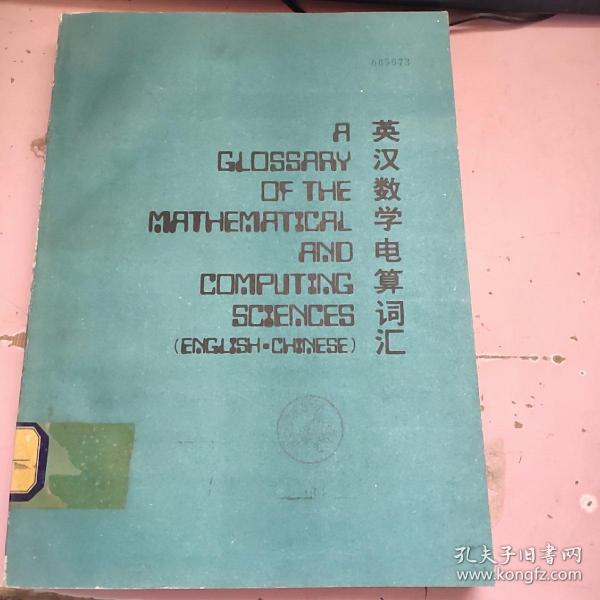 685673
A
GLOSSARY
OF THE
MATHEMATICAL
AND
COMPUTING
SCIENCES
(ENGLISH-CHINESE)
英汉数学电算词汇
孔夫子旧书网
www.kongfz.com